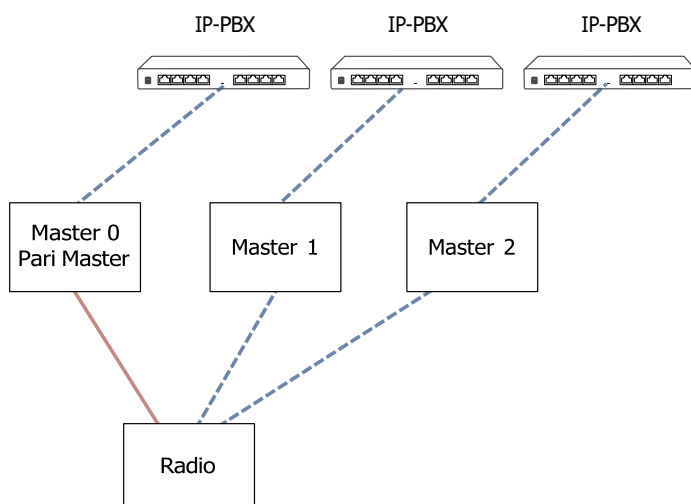 IP-PBX
IP-PBX
IP-PBX
Master 0
Pari Master
Master 1
Master 2
Radio